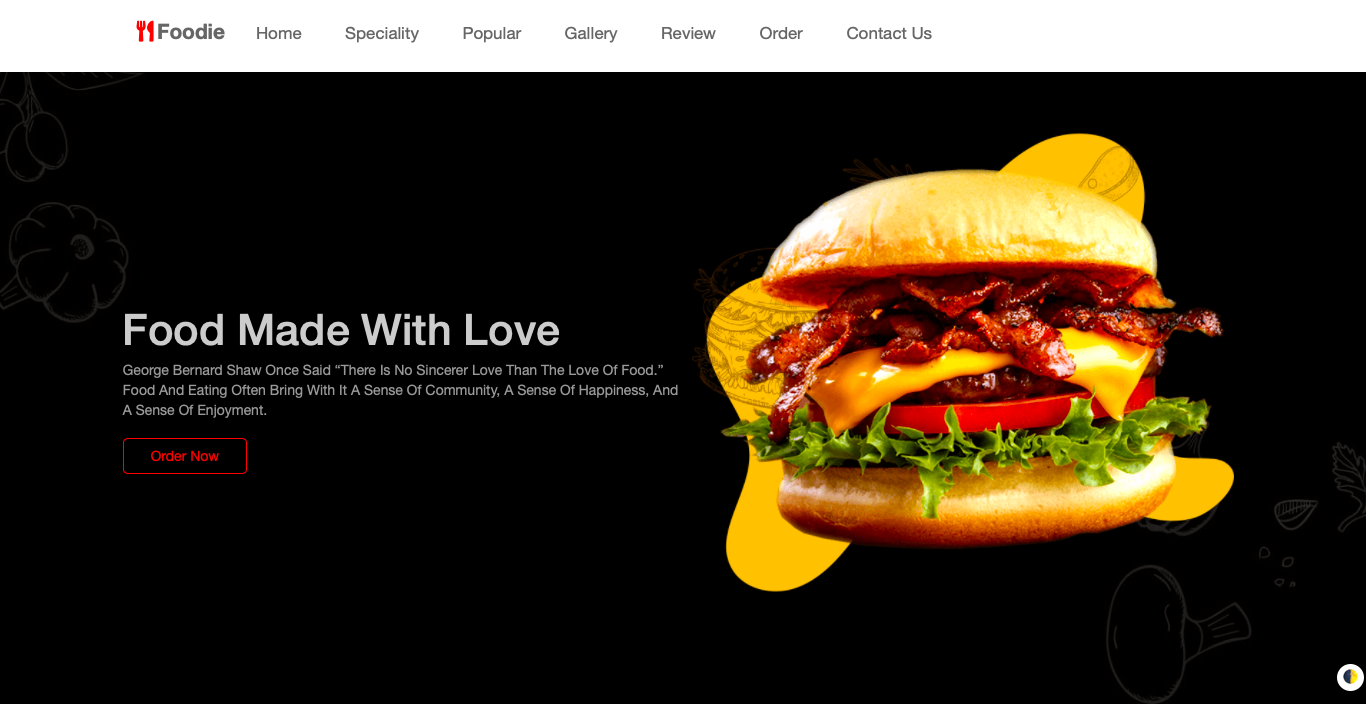 Foodie Home Speciality Popular Gallery Review Order Contact Us
Food Made With Love
George Bernard Shaw Once Said “There Is No Sincerer Love Than The Love Of Food.”
Food And Eating Often Bring With It A Sense Of Community, A Sense Of Happiness, And
A Sense Of Enjoyment.
Order Now